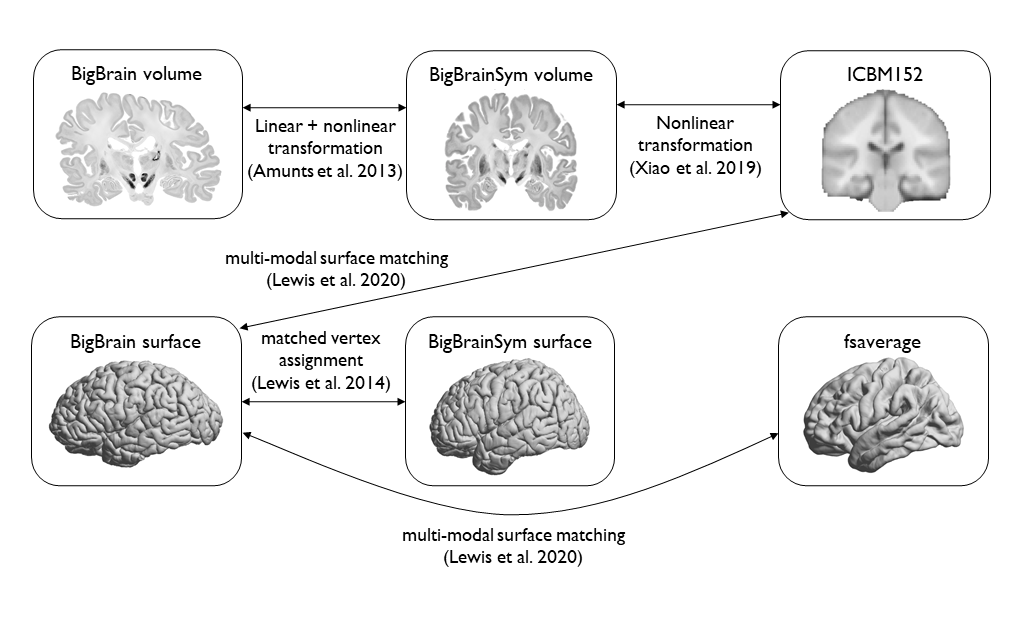 BigBrain volume
BigBrainSym volume
ICBM152
Linear + nonlinear
transformation
(Amunts et al. 2013)
Nonlinear
transformation
(Xiao et al. 2019)
multi-modal surface matching
(Lewis et al. 2020)
BigBrain surface
matched vertex
assignment
(Lewis et al. 2014)
BigBrainSym surface
fsaverage
multi-modal surface matching
(Lewis et al. 2020)